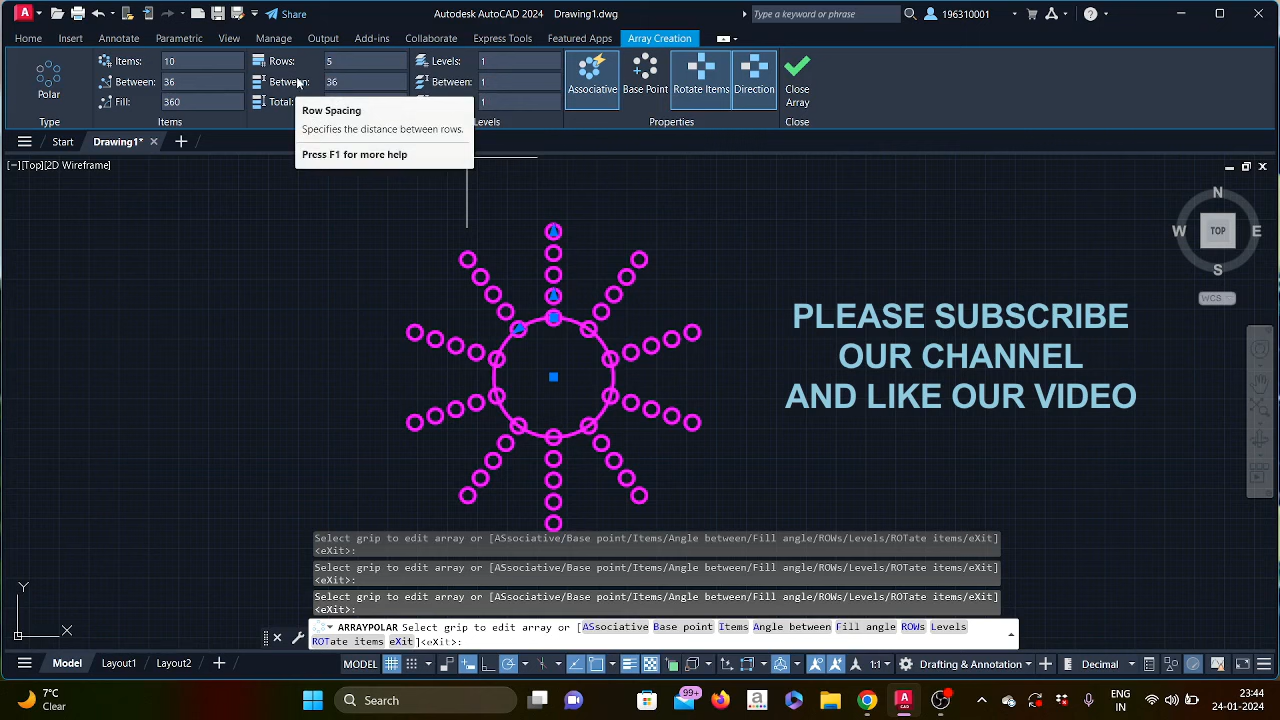 Share
Autodesk AutoCAD 2024 Drawing1.dwg
Type a keyword or phrase
196310001
Home Insert Annotate Parametric View Manage Output Add-ins Collaborate Express Tools Featured Apps Array Creation
Items: 10 Rows: 5 Levels: 1
Between: 36 Between: 36 Between: 1
Fill: 360 Total: 1
Polar Associative Base Point Rotate Items Direction Close
Array
Type Items Levels Properties Close
Row Spacing
Specifies the distance between rows.
Press F1 for more help
Start Drawing1* +
[−][Top][2D Wireframe]
N
W TOP E
S
WCS
PLEASE SUBSCRIBE
OUR CHANNEL
AND LIKE OUR VIDEO
Select grip to edit array or [ASsociative/Base point/Items/Angle between/Fill angle/ROWs/Levels/ROTate items/eXit]
<eXit>:
Select grip to edit array or [ASsociative/Base point/Items/Angle between/Fill angle/ROWs/Levels/ROTate items/eXit]
<eXit>:
Select grip to edit array or [ASsociative/Base point/Items/Angle between/Fill angle/ROWs/Levels/ROTate items/eXit]
<eXit>:
ARRAYPOLAR Select grip to edit array or [ASsociative Base point Items Angle between Fill angle ROWs Levels
ROTate items eXit]<eXit>:
Y
X
Model Layout1 Layout2 +
MODEL 1:1 Drafting & Annotation Decimal
7°C
Clear
Search
99+
ENG
IN
23:44
24-01-2024